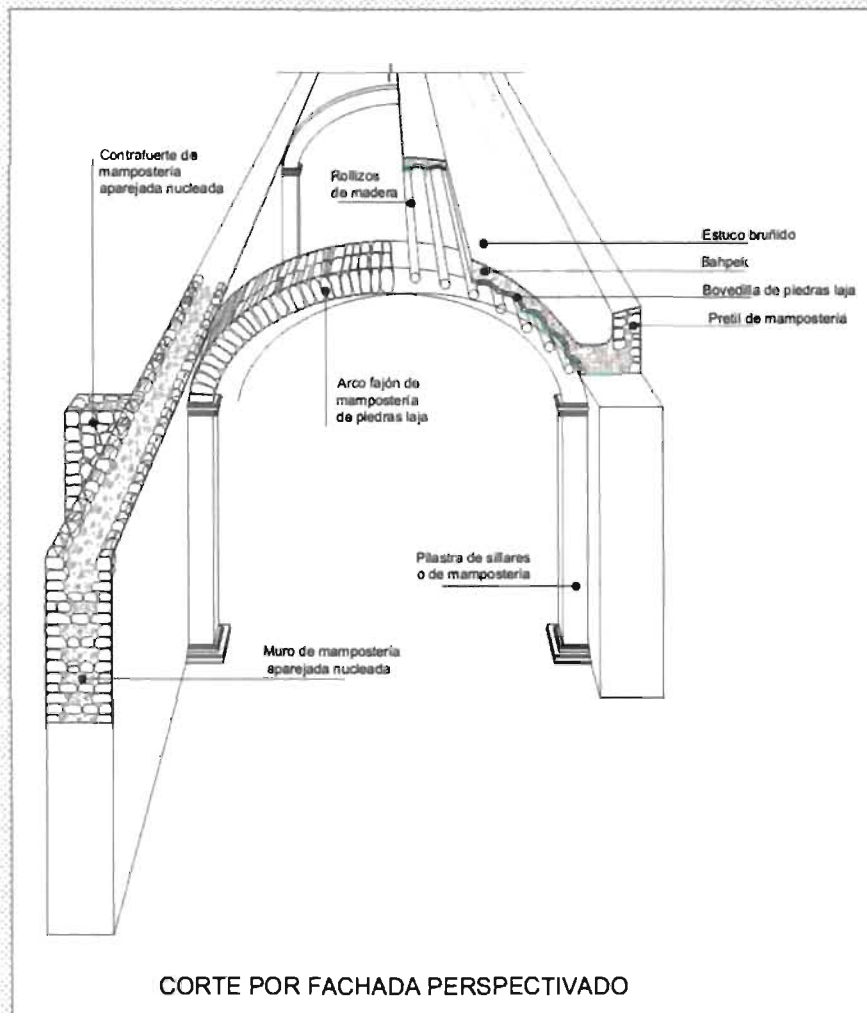 Contrafuerte de
mampostería
aparejada nucleada
Rollizos
de madera
Estuco bruñido
Bahpek
Bovedilla de piedras laja
Pretil de mampostería
Arco fajón de
mampostería
de piedras laja
Pilastra de sillares
o de mampostería
Muro de mampostería
aparejada nucleada
CORTE POR FACHADA PERSPECTIVADO